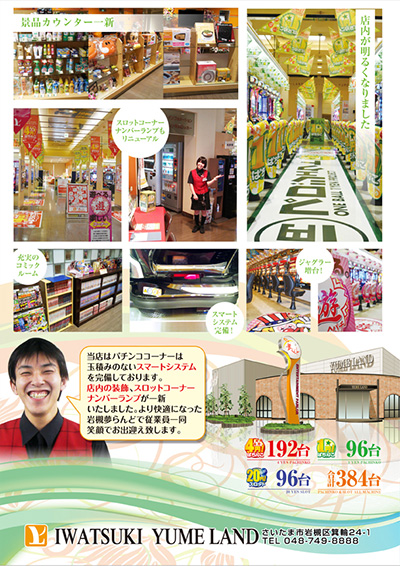 景品カウンター一新
店内が明るくなりました
スロットコーナー
ナンバーランプも
リニューアル
ONE BALL TEN PACHI
充実の
コミック
ルーム
スマート
システム
完備！
ジャグラー
増台！
当店はパチンココーナーは
玉積みのないスマートシステム
を完備しております。
店内の装飾、スロットコーナー
ナンバーランプが一新
いたしました。より快適になった
岩槻夢らんどで従業員一同
笑顔でお出迎え致します。
YUME LAND
192台
96台
96台
384台
IWATSUKI YUME LAND
さいたま市岩槻区箕輪24-1
TEL 048-749-8888